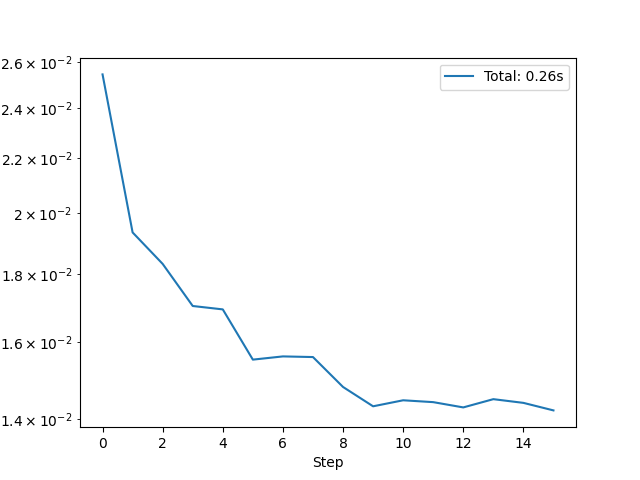 2.6 × 10⁻²
Total: 0.26s
2.4 × 10⁻²
2.2 × 10⁻²
2 × 10⁻²
1.8 × 10⁻²
1.6 × 10⁻²
1.4 × 10⁻²
0 2 4 6 8 10 12 14
Step